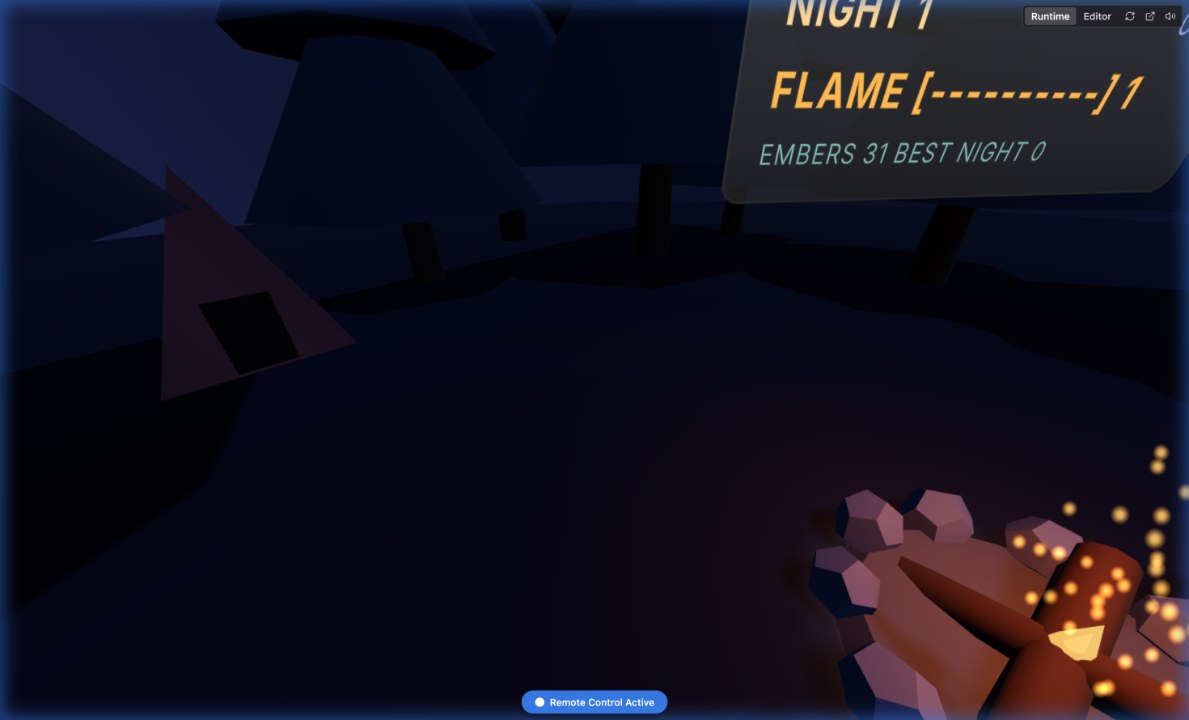 Runtime Editor
NIGHT 1
FLAME [----------] 1
EMBERS 31 BEST NIGHT 0
Remote Control Active